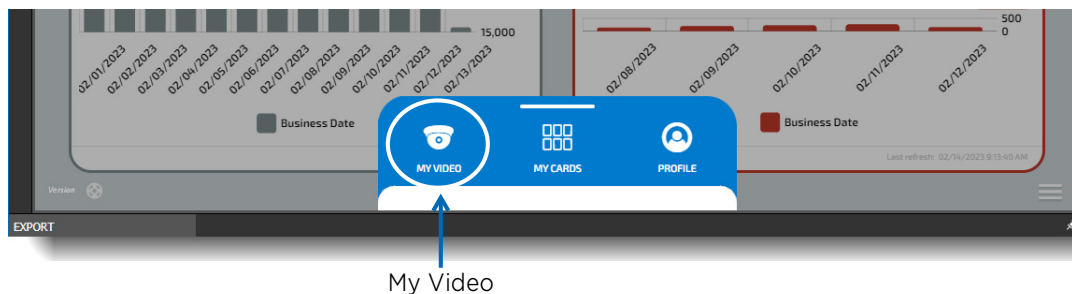 15,000
500
0
02/01/2023
02/02/2023
02/03/2023
02/04/2023
02/05/2023
02/06/2023
02/07/2023
02/08/2023
02/09/2023
02/10/2023
02/11/2023
02/12/2023
02/13/2023
02/08/2023
02/09/2023
02/10/2023
02/11/2023
02/12/2023
Business Date
Business Date
MY VIDEO
MY CARDS
PROFILE
Last refresh: 02/14/2023 9:13:40 AM
Version
EXPORT
My Video